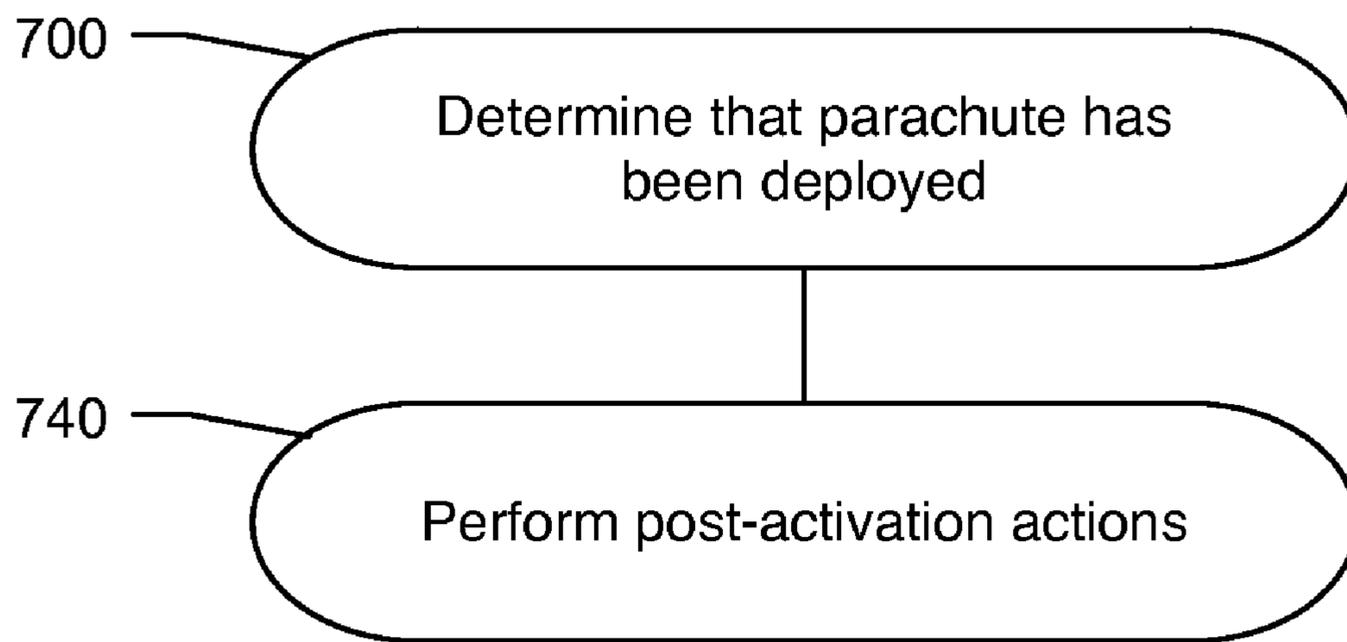 700
Determine that parachute has
been deployed
740
Perform post-activation actions